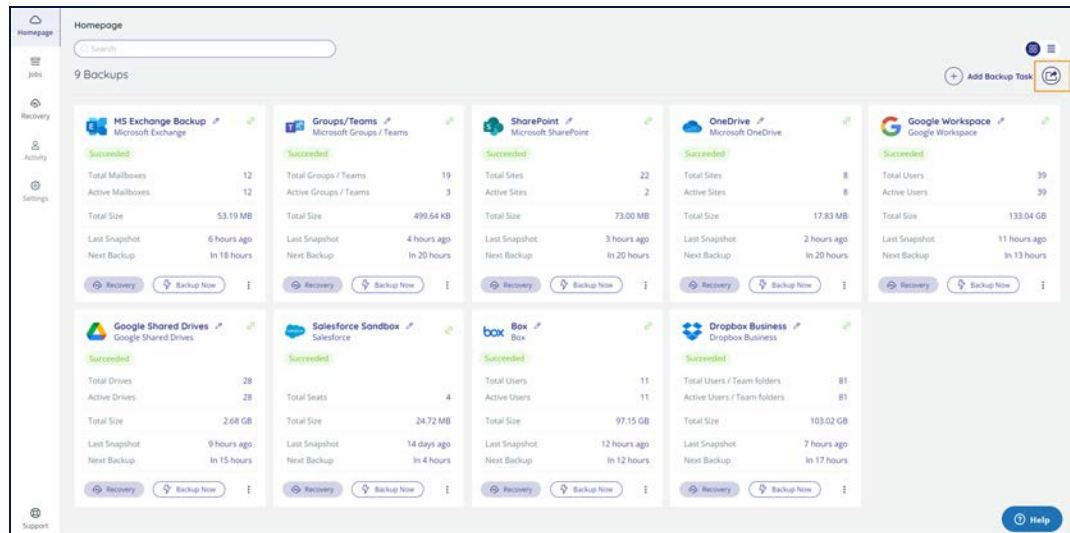 Homepage
Jobs
Recovery
Activity
Settings
Support
Homepage
Search
9 Backups
Add Backup Task
MS Exchange Backup
Microsoft Exchange
Succeeded
Total Mailboxes 12
Active Mailboxes 12
Total Size 53.19 MB
Last Snapshot 6 hours ago
Next Backup In 18 hours
Recovery Backup Now
Groups/Teams
Microsoft Groups / Teams
Succeeded
Total Groups / Teams 19
Active Groups / Teams 3
Total Size 499.64 KB
Last Snapshot 4 hours ago
Next Backup In 20 hours
Recovery Backup Now
SharePoint
Microsoft SharePoint
Succeeded
Total Sites 22
Active Sites 2
Total Size 73.00 MB
Last Snapshot 3 hours ago
Next Backup In 20 hours
Recovery Backup Now
OneDrive
Microsoft OneDrive
Succeeded
Total Sites 8
Active Sites 8
Total Size 17.83 MB
Last Snapshot 2 hours ago
Next Backup In 20 hours
Recovery Backup Now
Google Workspace
Google Workspace
Succeeded
Total Users 39
Active Users 39
Total Size 133.04 GB
Last Snapshot 11 hours ago
Next Backup In 13 hours
Recovery Backup Now
Google Shared Drives
Google Shared Drives
Succeeded
Total Drives 28
Active Drives 28
Total Size 2.68 GB
Last Snapshot 9 hours ago
Next Backup In 15 hours
Recovery Backup Now
Salesforce Sandbox
Salesforce
Succeeded
Total Seats 4
Total Size 24.72 MB
Last Snapshot 14 days ago
Next Backup In 4 hours
Recovery Backup Now
box Box
Box
Succeeded
Total Users 11
Active Users 11
Total Size 97.15 GB
Last Snapshot 12 hours ago
Next Backup In 12 hours
Recovery Backup Now
Dropbox Business
Dropbox Business
Succeeded
Total Users / Team folders 81
Active Users / Team folders 81
Total Size 103.02 GB
Last Snapshot 7 hours ago
Next Backup In 17 hours
Recovery Backup Now
Help